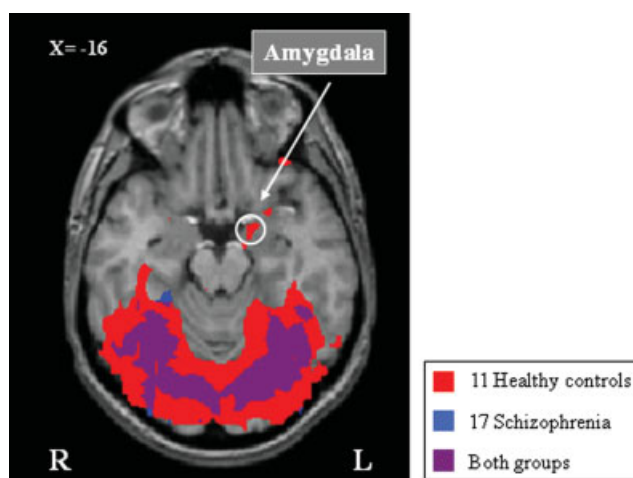 X= -16
Amygdala
R
L
11 Healthy controls
17 Schizophrenia
Both groups